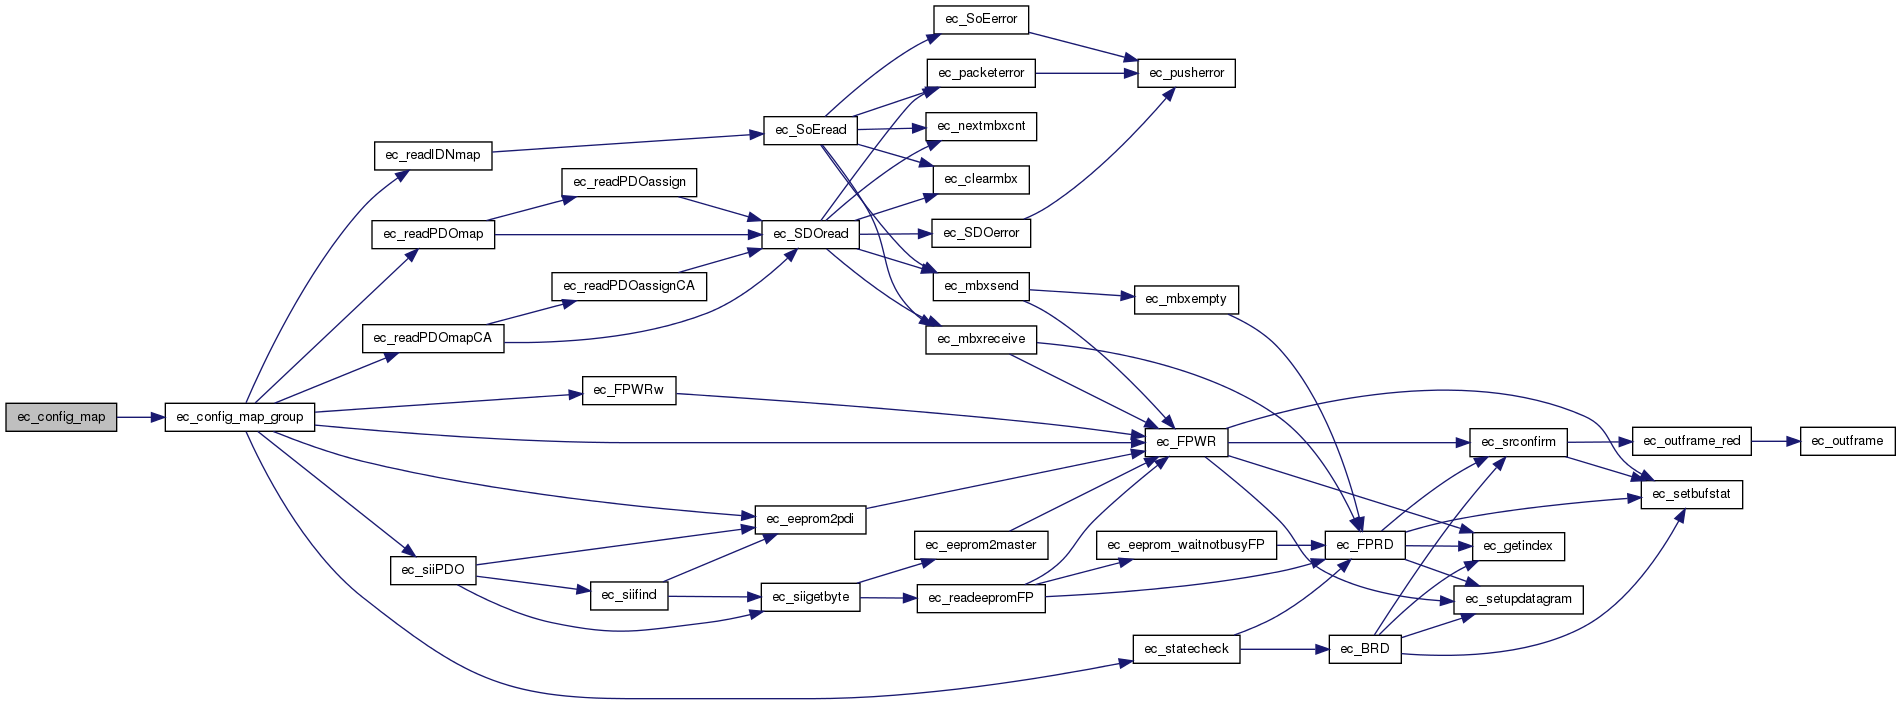 ec_config_map
ec_config_map_group
ec_readIDNmap
ec_readPDOmap
ec_readPDOmapCA
ec_siiPDO
ec_readPDOassign
ec_readPDOassignCA
ec_FPWRw
ec_siifind
ec_SoEread
ec_SDOread
ec_eeprom2pdi
ec_siigetbyte
ec_SoEerror
ec_packeterror
ec_nextmbxcnt
ec_clearmbx
ec_SDOerror
ec_mbxsend
ec_mbxreceive
ec_eeprom2master
ec_readeepromFP
ec_pusherror
ec_mbxempty
ec_FPWR
ec_eeprom_waitnotbusyFP
ec_statecheck
ec_FPRD
ec_BRD
ec_srconfirm
ec_getindex
ec_setupdatagram
ec_outframe_red
ec_setbufstat
ec_outframe